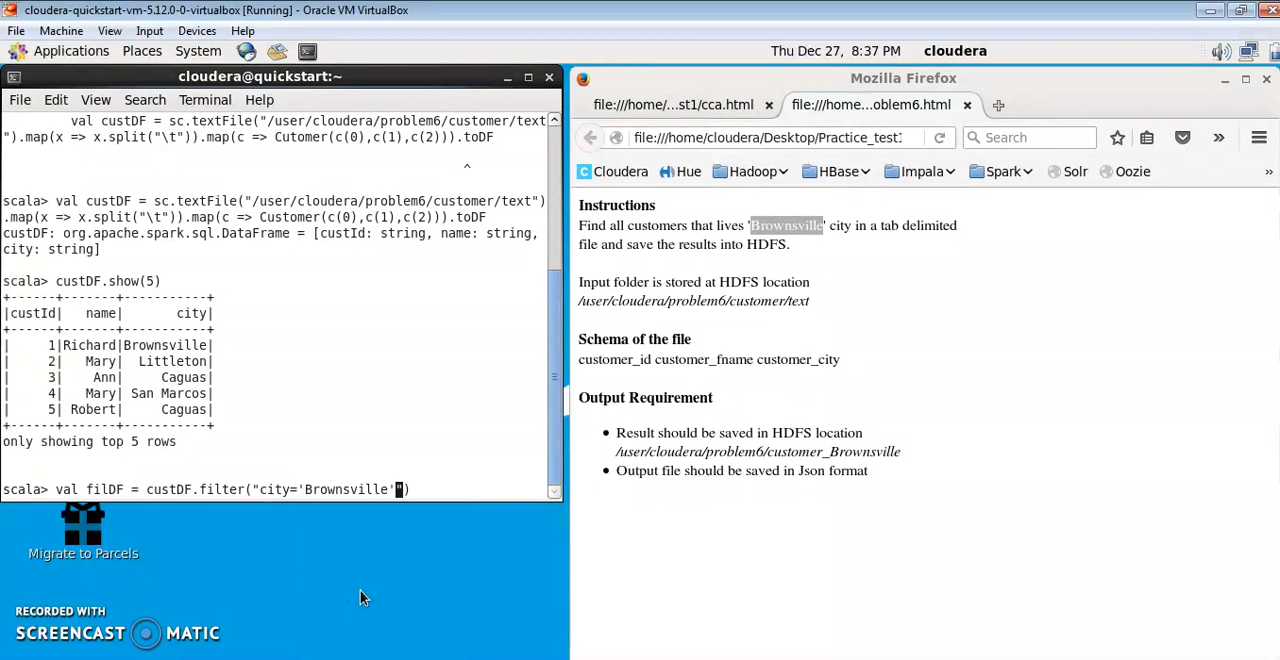 cloudera-quickstart-vm-5.12.0-0-virtualbox [Running] - Oracle VM VirtualBox
File Machine View Input Devices Help
Applications Places System Thu Dec 27, 8:37 PM cloudera
cloudera@quickstart:~
File Edit View Search Terminal Help
val custDF = sc.textFile("/user/cloudera/problem6/customer/text
").map(x => x.split("\t")).map(c => Cutomer(c(0),c(1),c(2))).toDF
^
scala> val custDF = sc.textFile("/user/cloudera/problem6/customer/text")
.map(x => x.split("\t")).map(c => Customer(c(0),c(1),c(2))).toDF
custDF: org.apache.spark.sql.DataFrame = [custId: string, name: string,
city: string]
scala> custDF.show(5)
+------+-------+-----------+
|custId|   name|       city|
+------+-------+-----------+
|     1|Richard|Brownsville|
|     2|   Mary|  Littleton|
|     3|    Ann|     Caguas|
|     4|   Mary| San Marcos|
|     5| Robert|     Caguas|
+------+-------+-----------+
only showing top 5 rows
scala> val filDF = custDF.filter("city='Brownsville'")
Migrate to Parcels
RECORDED WITH
SCREENCAST MATIC
Mozilla Firefox
file:///home/...st1/cca.html file:///home...oblem6.html
file:///home/cloudera/Desktop/Practice_test1 Search
Cloudera Hue Hadoop HBase Impala Spark Solr Oozie »
Instructions
Find all customers that lives 'Brownsville' city in a tab delimited
file and save the results into HDFS.
Input folder is stored at HDFS location
/user/cloudera/problem6/customer/text
Schema of the file
customer_id customer_fname customer_city
Output Requirement
• Result should be saved in HDFS location
/user/cloudera/problem6/customer_Brownsville
• Output file should be saved in Json format